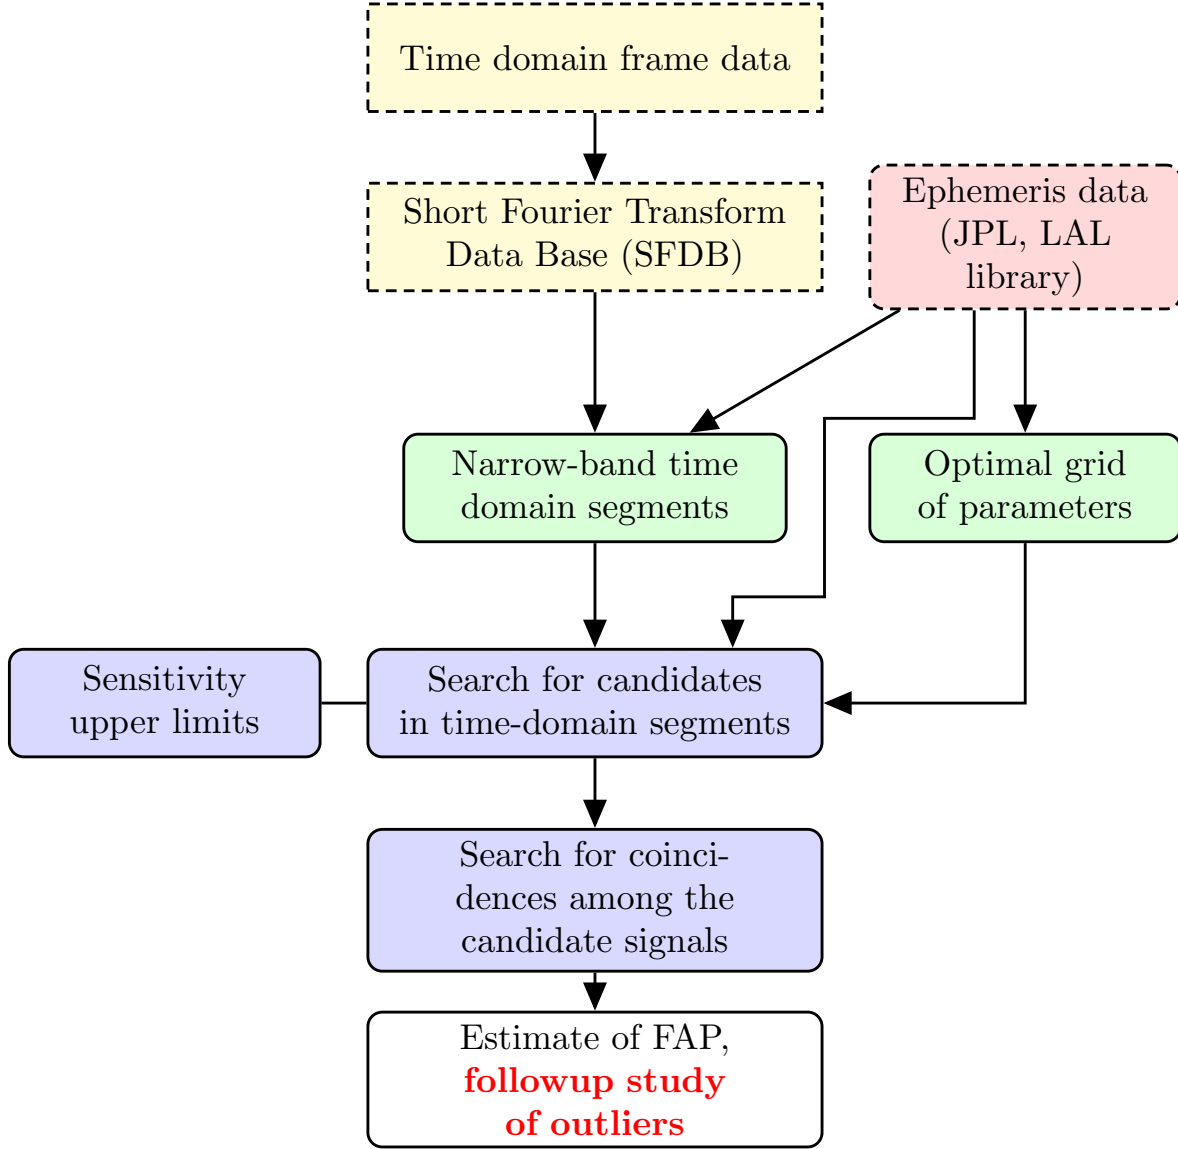 Time domain frame data
Short Fourier Transform
Data Base (SFDB)
Ephemeris data
(JPL, LAL
library)
Narrow-band time
domain segments
Optimal grid
of parameters
Sensitivity
upper limits
Search for candidates
in time-domain segments
Search for coinci-
dences among the
candidate signals
Estimate of FAP,
followup study
of outliers